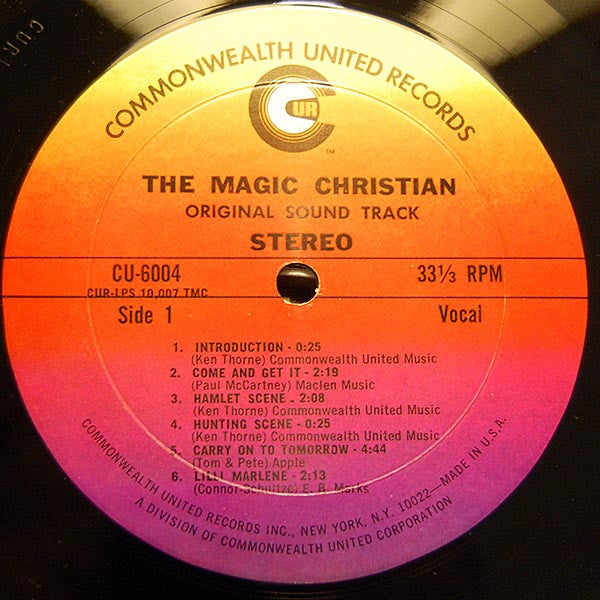 COMMONWEALTH UNITED RECORDS
CUR
TM
THE MAGIC CHRISTIAN
ORIGINAL SOUND TRACK
STEREO
CU-6004
33⅓ RPM
CUR-LPS 10,007 TMC
Side 1
Vocal
1. INTRODUCTION - 0:25
(Ken Thorne) Commonwealth United Music
2. COME AND GET IT - 2:19
(Paul McCartney) Maclen Music
3. HAMLET SCENE - 2:08
(Ken Thorne) Commonwealth United Music
4. HUNTING SCENE - 0:25
(Ken Thorne) Commonwealth United Music
5. CARRY ON TO TOMORROW - 4:44
(Tom & Pete) Apple
6. LILLI MARLENE - 2:13
(Connor-Schultze) E. B. Marks
COMMONWEALTH UNITED RECORDS INC., NEW YORK, N.Y. 10022—MADE IN U.S.A.
A DIVISION OF COMMONWEALTH UNITED CORPORATION